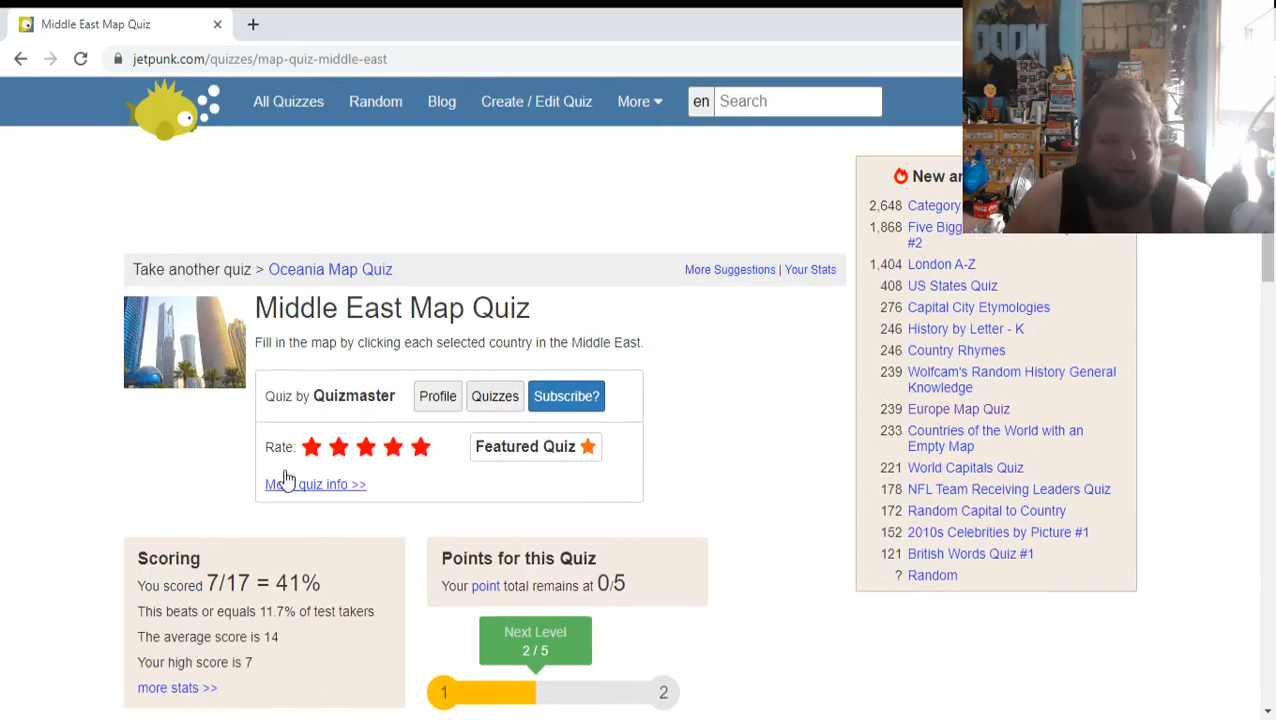 Middle East Map Quiz
jetpunk.com/quizzes/map-quiz-middle-east
All Quizzes Random Blog Create / Edit Quiz More en Search
DOOM
New
2,648 Category
1,868 Five
#2
1,404 London A-Z
408 US States Quiz
276 Capital City Etymologies
246 History by Letter - K
246 Country Rhymes
239 Wolfcam's Random History General
Knowledge
239 Europe Map Quiz
233 Countries of the World with an
Empty Map
221 World Capitals Quiz
178 NFL Team Receiving Leaders Quiz
172 Random Capital to Country
152 2010s Celebrities by Picture #1
121 British Words Quiz #1
? Random
Take another quiz > Oceania Map Quiz More Suggestions | Your Stats
Middle East Map Quiz
Fill in the map by clicking each selected country in the Middle East.
Quiz by Quizmaster Profile Quizzes Subscribe?
Rate: Featured Quiz
quiz info >>
Scoring
You scored 7/17 = 41%
This beats or equals 11.7% of test takers
The average score is 14
Your high score is 7
more stats >>
Points for this Quiz
Your point total remains at 0/5
Next Level
2 / 5
1 2